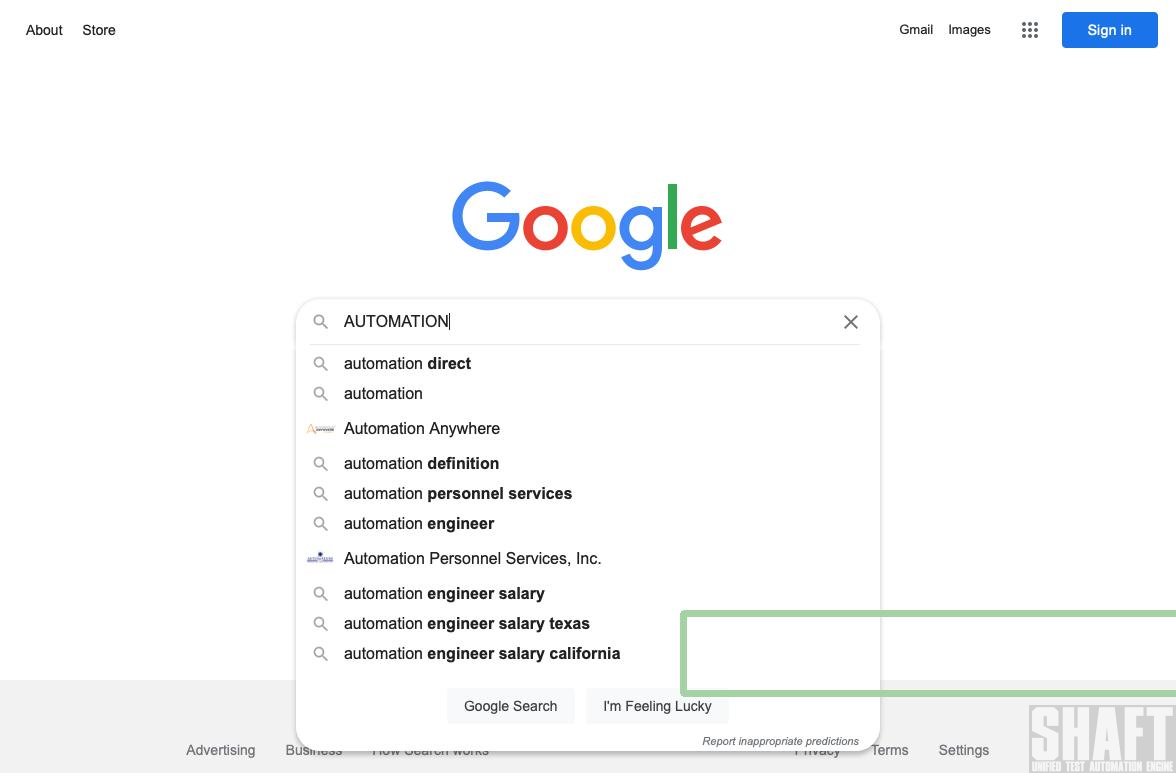 About Store Gmail Images Sign in
Google
AUTOMATION
automation direct
automation
Automation Anywhere
automation definition
automation personnel services
automation engineer
Automation Personnel Services, Inc.
automation engineer salary
automation engineer salary texas
automation engineer salary california
Google Search I'm Feeling Lucky
Report inappropriate predictions
Advertising Business How Search works Privacy Terms Settings
SHAFT
UNIFIED TEST AUTOMATION ENGINE